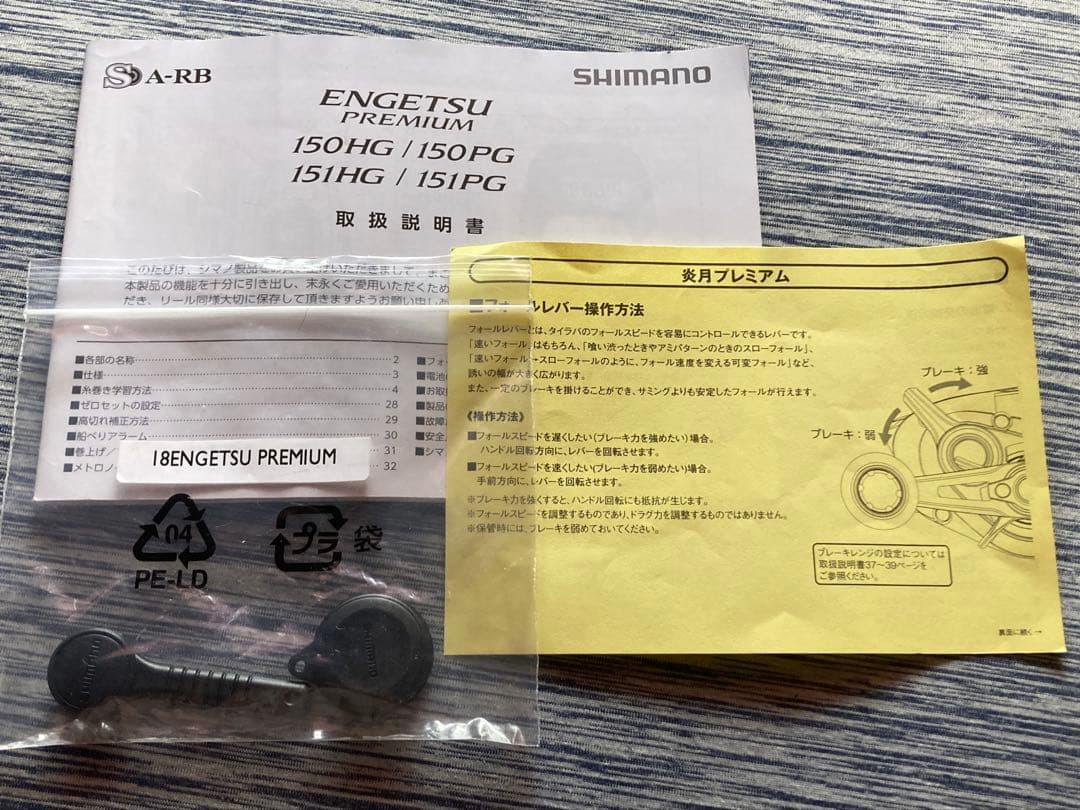 A-RB
SHIMANO
ENGETSU
PREMIUM
150HG / 150PG
151HG / 151PG
取扱説明書
このたびは、シマノ製品
本製品の機能を十分に引き出し、末永くご愛用いただくため
だき、リール同様大切に保存して頂きますようお願い申し
■各部の名称 2
■仕様 3
■糸巻き学習方法 4
■ゼロセットの設定 28
■高切れ補正方法 29
■船べりアラーム 30
■巻上げ/ 31
■メトロノ 32
■フォー
■電池
■お取扱
■製品
■故障
■安全
■シマ
18ENGETSU PREMIUM
04
PE-LD
プラ
袋
SHIMANO
SHIMANO
炎月プレミアム
■フォールレバー操作方法
フォールレバーとは、タイラバのフォールスピードを容易にコントロールできるレバーです。
「速いフォール」はもちろん、「喰い渋ったときやアミパターンのときのスローフォール」、
「速いフォール→スローフォールのように、フォール速度を変える可変フォール」など、
誘いの幅が大きく広がります。
また、一定のブレーキを掛けることができ、サミングよりも安定したフォールが行えます。
《操作方法》
■フォールスピードを遅くしたい(ブレーキ力を強めたい)場合。
ハンドル回転方向に、レバーを回転させます。
■フォールスピードを速くしたい(ブレーキ力を弱めたい)場合。
手前方向に、レバーを回転させます。
※ブレーキ力を強くすると、ハンドル回転にも抵抗が生じます。
※フォールスピードを調整するものであり、ドラグ力を調整するものではありません。
※保管時には、ブレーキを弱めておいてください。
ブレーキ：強
ブレーキ：弱
ブレーキレンジの設定については
取扱説明書37～39ページを
ご参照ください。
裏面に続く→